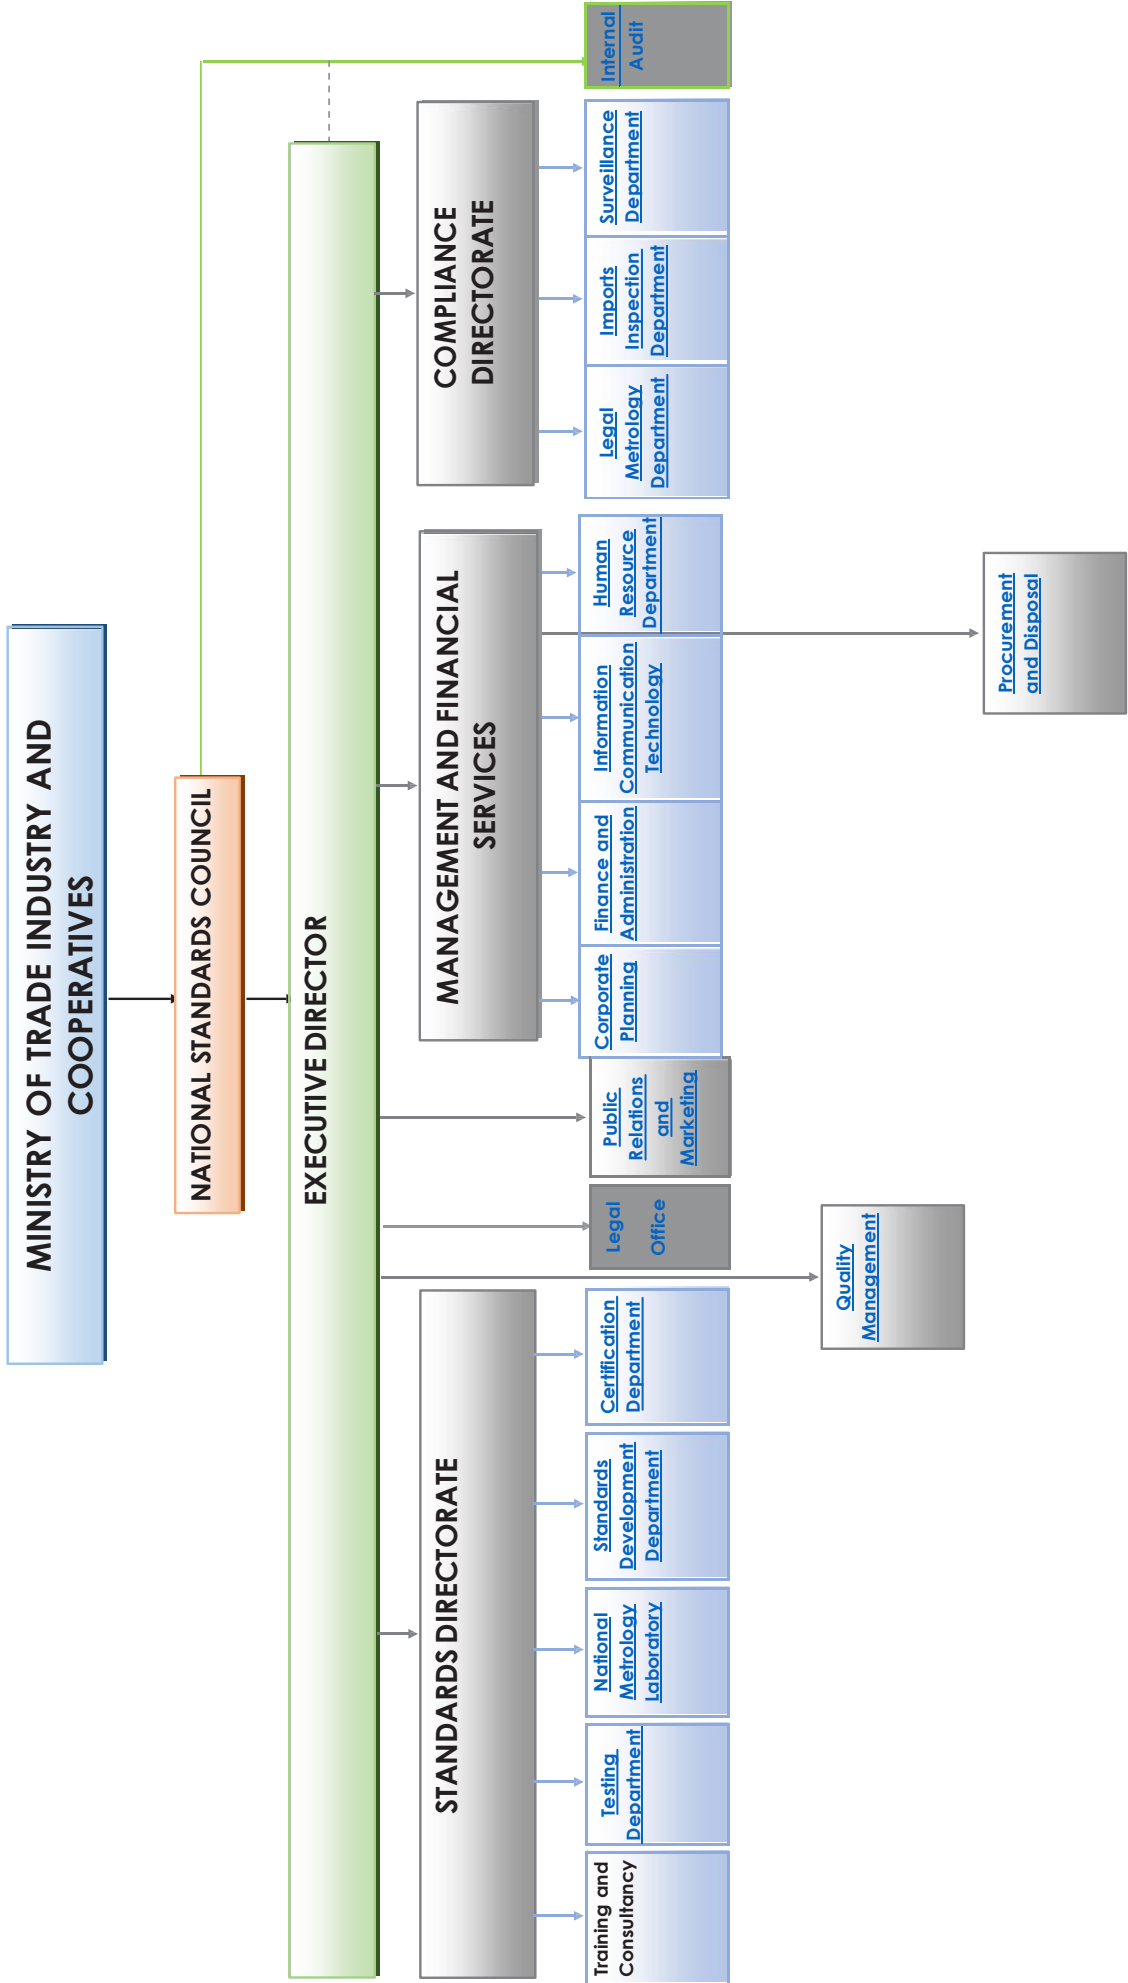 MINISTRY OF TRADE INDUSTRY AND
COOPERATIVES
NATIONAL STANDARDS COUNCIL
EXECUTIVE DIRECTOR
STANDARDS DIRECTORATE
MANAGEMENT AND FINANCIAL
SERVICES
COMPLIANCE
DIRECTORATE
Training and
Consultancy
Testing
Department
National
Metrology
Laboratory
Standards
Development
Department
Certification
Department
Legal
Office
Public
Relations
and
Marketing
Corporate
Planning
Finance and
Administration
Information
Communication
Technology
Human
Resource
Department
Legal
Metrology
Department
Imports
Inspection
Department
Surveillance
Department
Internal
Audit
Quality
Management
Procurement
and Disposal